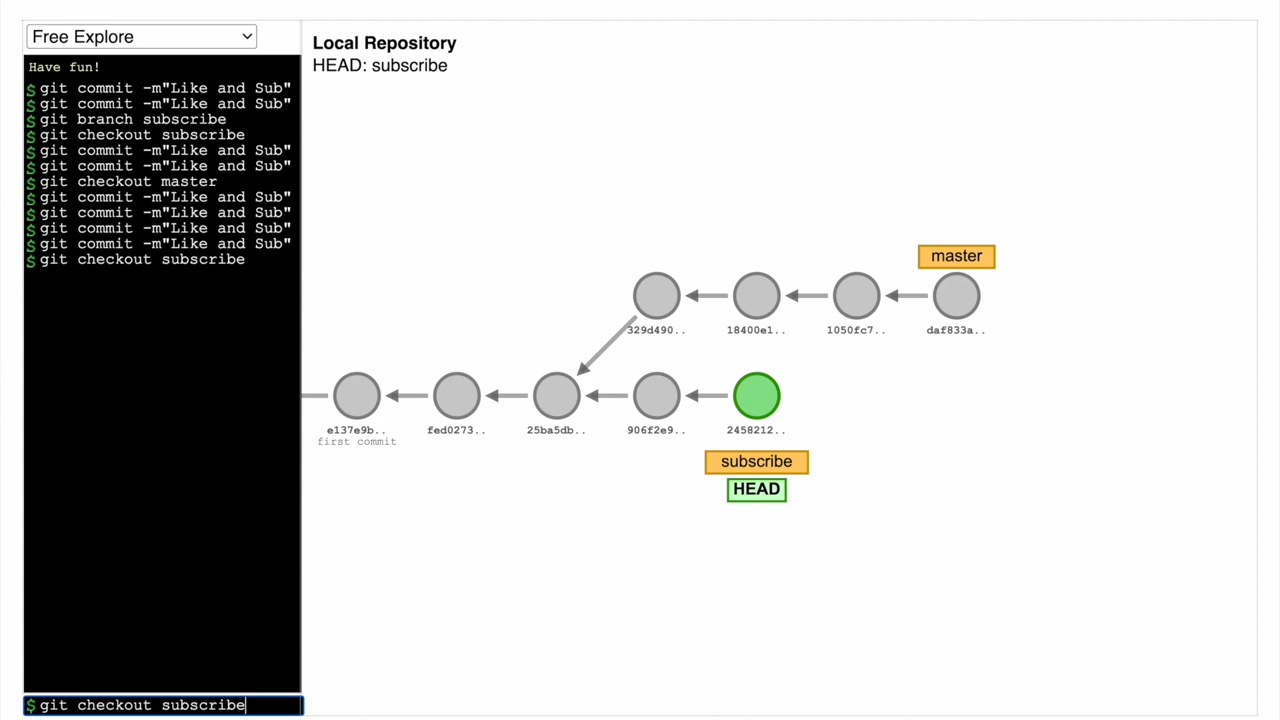 Free Explore
Have fun!
$ git commit -m"Like and Sub"
$ git commit -m"Like and Sub"
$ git branch subscribe
$ git checkout subscribe
$ git commit -m"Like and Sub"
$ git commit -m"Like and Sub"
$ git checkout master
$ git commit -m"Like and Sub"
$ git commit -m"Like and Sub"
$ git commit -m"Like and Sub"
$ git commit -m"Like and Sub"
$ git checkout subscribe
$ git checkout subscribe
Local Repository
HEAD: subscribe
master
329d490.. 18400e1.. 1050fc7.. daf833a..
e137e9b.. fed0273.. 25ba5db.. 906f2e9.. 2458212..
first commit
subscribe
HEAD